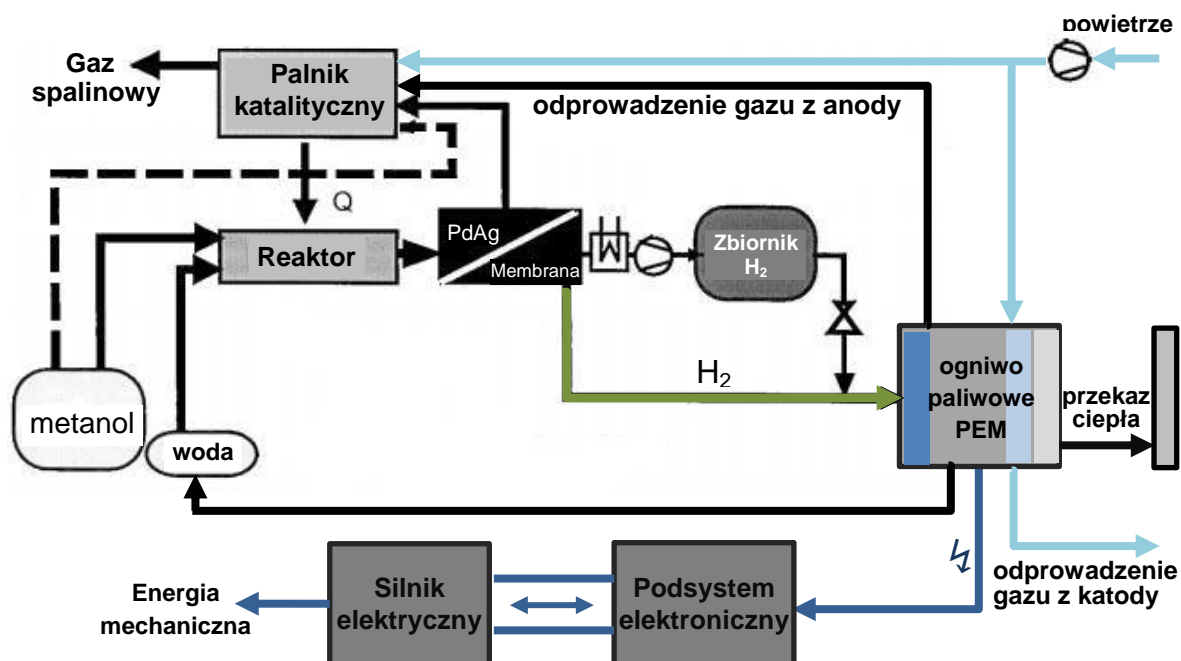 powietrze
Gaz
spalinowy
Palnik
katalityczny
odprowadzenie gazu z anody
Q
Reaktor
PdAg
Membrana
Zbiornik
H₂
H₂
ogniwo
paliwowe
PEM
przekaz
ciepła
metanol
woda
Energia
mechaniczna
Silnik
elektryczny
Podsystem
elektroniczny
odprowadzenie
gazu z katody